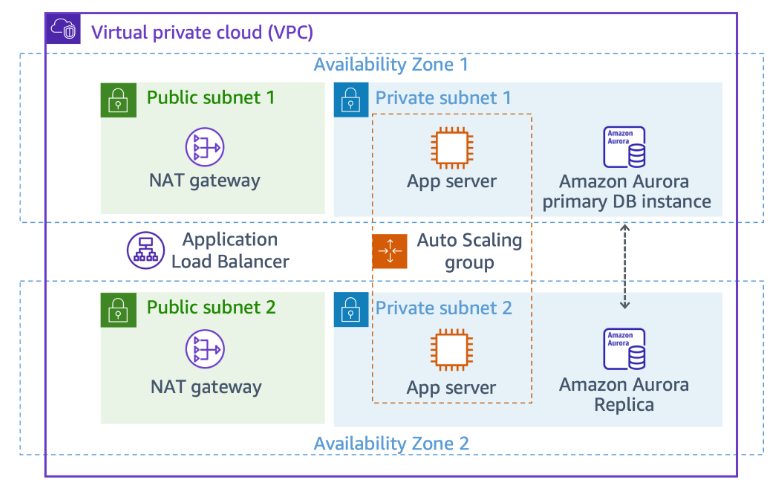 Virtual private cloud (VPC)
Availability Zone 1
Public subnet 1
Private subnet 1
NAT gateway
App server
Amazon
Aurora
Amazon Aurora
primary DB instance
Application
Load Balancer
Auto Scaling
group
Public subnet 2
Private subnet 2
NAT gateway
App server
Amazon
Aurora
Amazon Aurora
Replica
Availability Zone 2